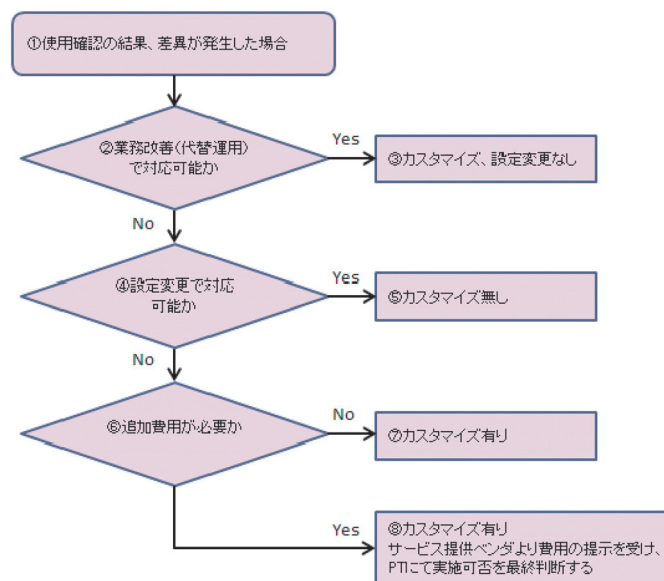 ①使用確認の結果、差異が発生した場合
②業務改善(代替運用)
で対応可能か
Yes
③カスタマイズ、設定変更なし
No
④設定変更で対応
可能か
Yes
⑤カスタマイズ無し
No
⑥追加費用が必要か
No
⑦カスタマイズ有り
Yes
⑧カスタマイズ有り
サービス提供ベンダより費用の提示を受け、
PTにて実施可否を最終判断する